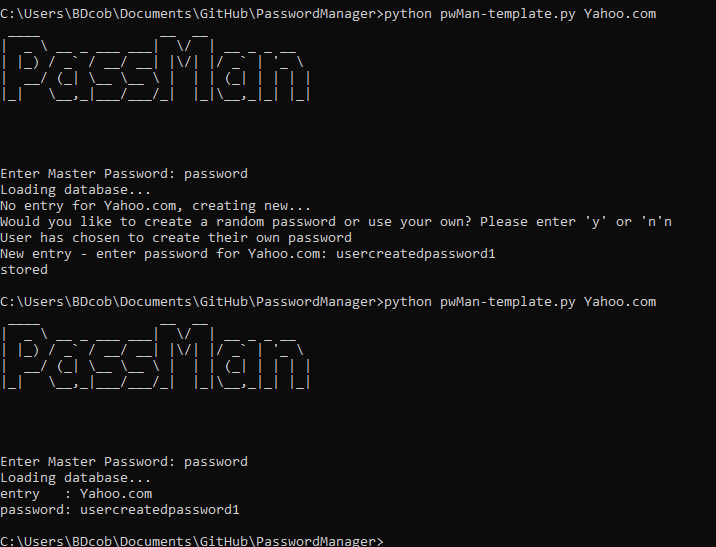 C:\Users\BDcob\Documents\GitHub\PasswordManager>python pwMan-template.py Yahoo.com
 ____                __  __
|  _ \ __ _ ___ ___|  \/  | __ _ _ __
| |_) / _` / __/ __| |\/| |/ _` | '_ \
|  __/ (_| \__ \__ \ |  | | (_| | | | |
|_|   \__,_|___/___/_|  |_|\__,_|_| |_|
Enter Master Password: password
Loading database...
No entry for Yahoo.com, creating new...
Would you like to create a random password or use your own? Please enter 'y' or 'n'n
User has chosen to create their own password
New entry - enter password for Yahoo.com: usercreatedpassword1
stored
C:\Users\BDcob\Documents\GitHub\PasswordManager>python pwMan-template.py Yahoo.com
 ____                __  __
|  _ \ __ _ ___ ___|  \/  | __ _ _ __
| |_) / _` / __/ __| |\/| |/ _` | '_ \
|  __/ (_| \__ \__ \ |  | | (_| | | | |
|_|   \__,_|___/___/_|  |_|\__,_|_| |_|
Enter Master Password: password
Loading database...
entry   : Yahoo.com
password: usercreatedpassword1
C:\Users\BDcob\Documents\GitHub\PasswordManager>